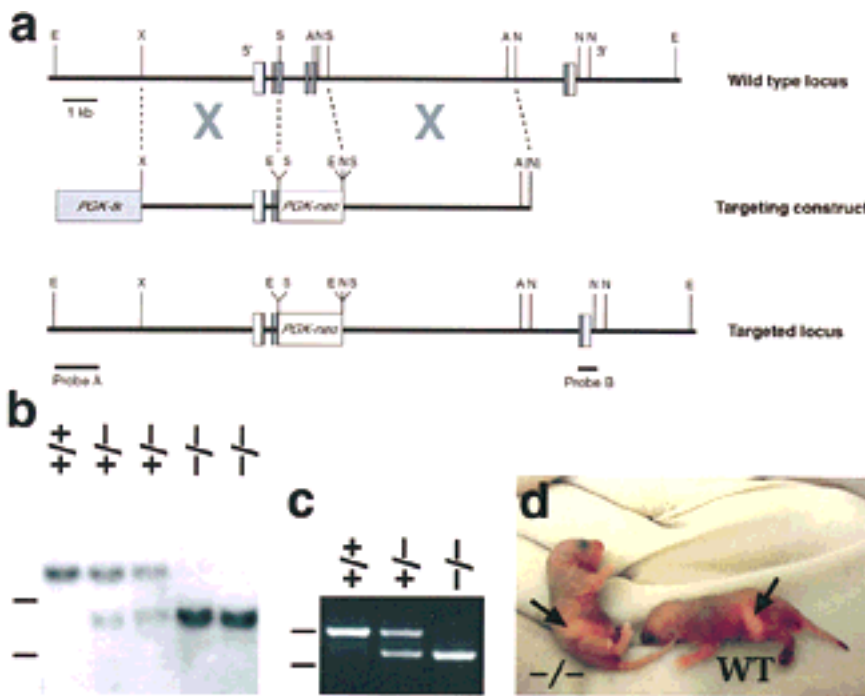 a
E X 5' S A N S A N N N 3' E
Wild type locus
1 kb
X X
X E S E N S A (N)
PGK-tk PGK-neo
Targeting construct
E X E S E N S A N N N E
PGK-neo
Targeted locus
Probe A Probe B
b
+/+ +/− +/− −/− −/−
c
+/+ +/− −/−
d
−/− WT